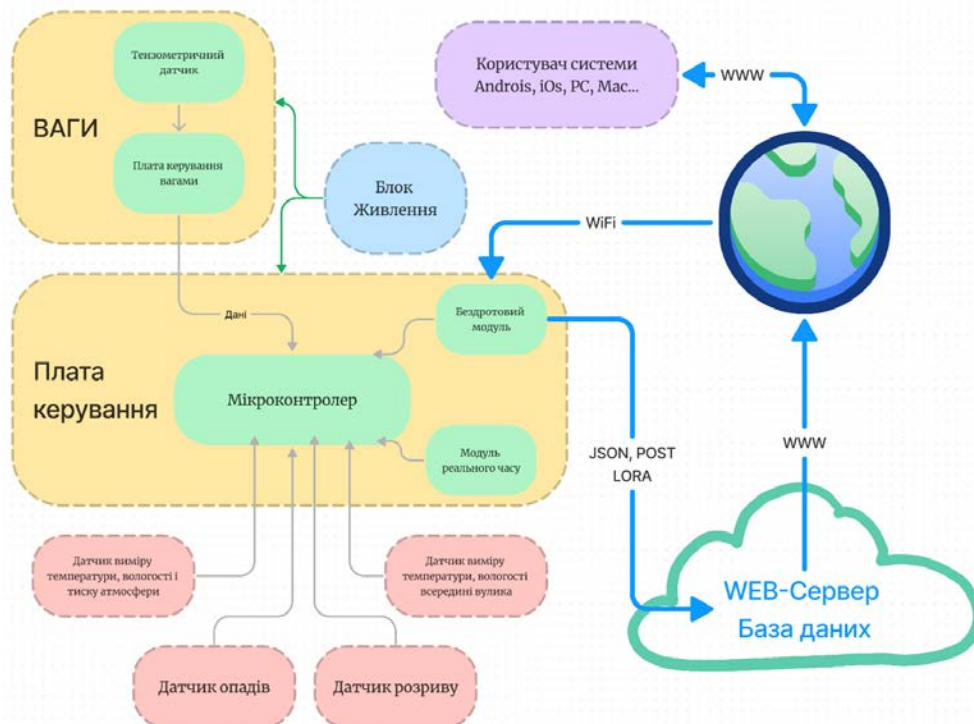 Тензометричний
датчик
ВАГИ
Плата керування
вагами
Користувач системи
Androis, iOs, PC, Mac...
WWW
Блок
Живлення
WiFi
Дані
Бездротовий
модуль
Плата
керування
Мікроконтролер
Модуль
реального часу
JSON, POST
LORA
WWW
Датчик виміру
температури, вологості і
тиску атмосфери
Датчик виміру
температури, вологості
всередині вулика
WEB-Сервер
База даних
Датчик опадів
Датчик розриву